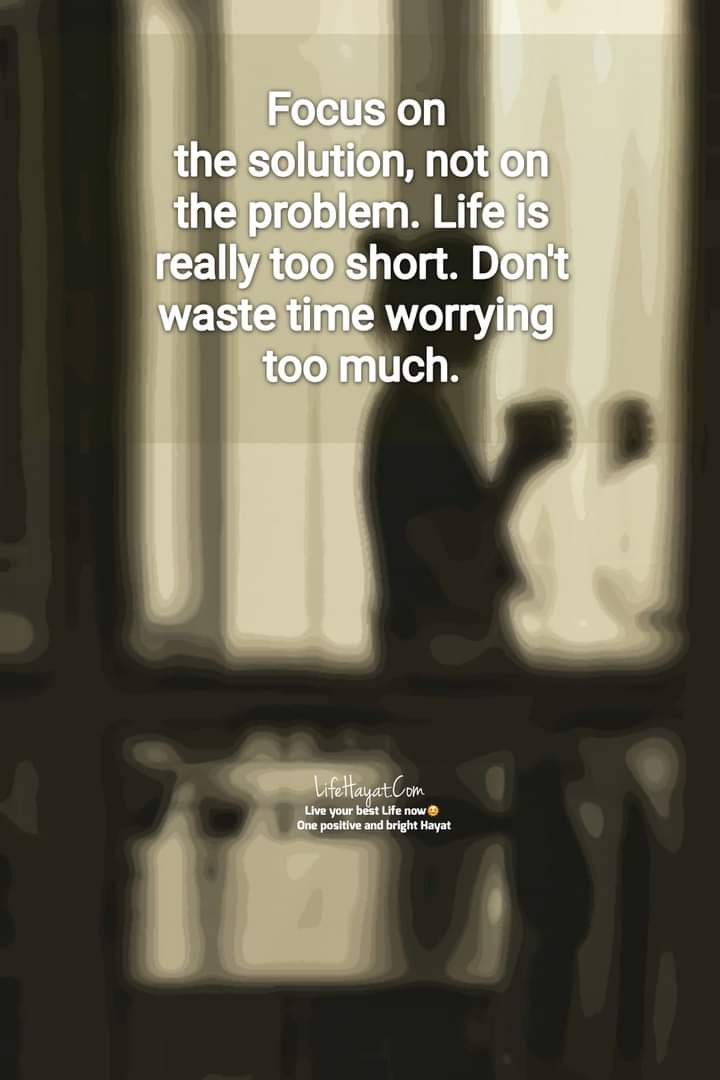 Focus on
the solution, not on
the problem. Life is
really too short. Don't
waste time worrying
too much.
LifeHayat.Com
Live your best Life now😃
One positive and bright Hayat